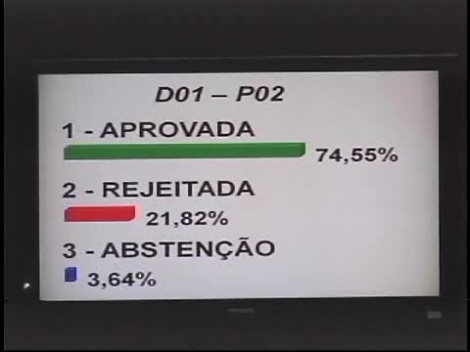 D01 – P02
1 - APROVADA
74,55%
2 - REJEITADA
21,82%
3 - ABSTENÇÃO
3,64%